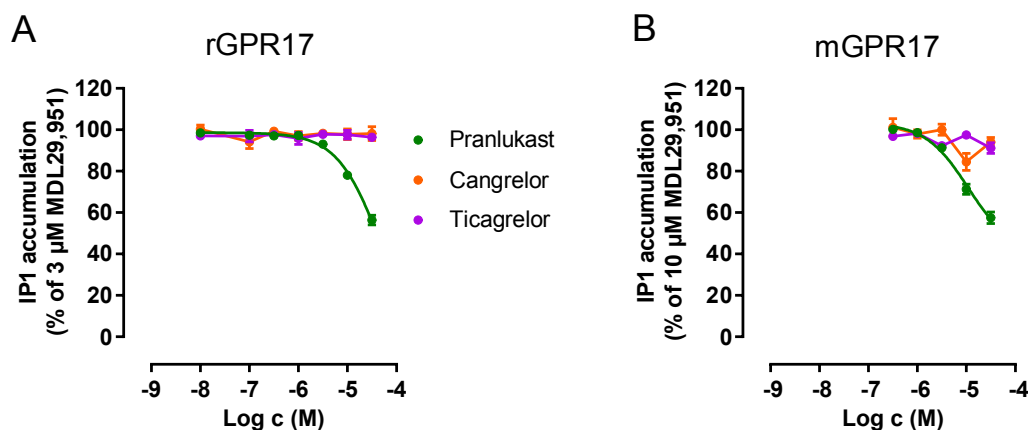 A
rGPR17
IP1 accumulation
(% of 3 µM MDL29,951)
120
100
80
60
40
20
0
-9 -8 -7 -6 -5 -4
Log c (M)
Pranlukast
Cangrelor
Ticagrelor
B
mGPR17
IP1 accumulation
(% of 10 µM MDL29,951)
120
100
80
60
40
20
0
-9 -8 -7 -6 -5 -4
Log c (M)